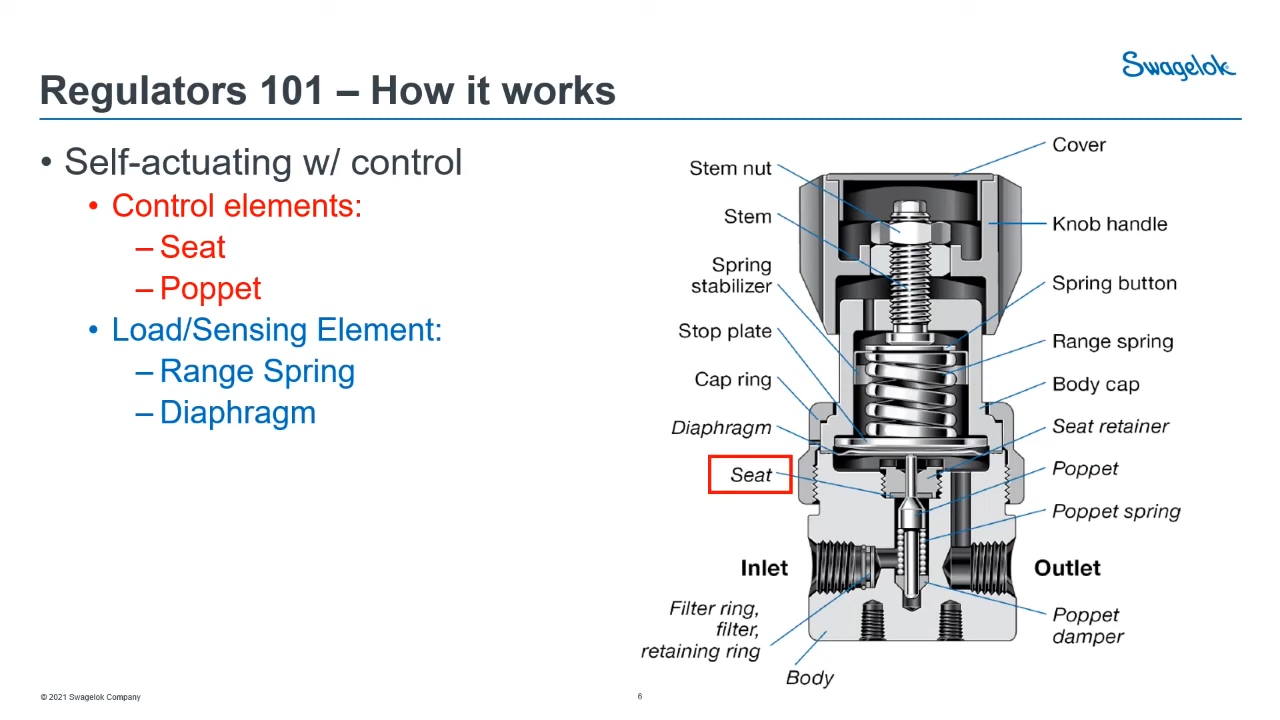 Swagelok
Regulators 101 – How it works
• Self-actuating w/ control
• Control elements:
– Seat
– Poppet
• Load/Sensing Element:
– Range Spring
– Diaphragm
Stem nut
Stem
Spring
stabilizer
Stop plate
Cap ring
Diaphragm
Seat
Inlet
Filter ring,
filter,
retaining ring
Body
Cover
Knob handle
Spring button
Range spring
Body cap
Seat retainer
Poppet
Poppet spring
Outlet
Poppet
damper
© 2021 Swagelok Company
6